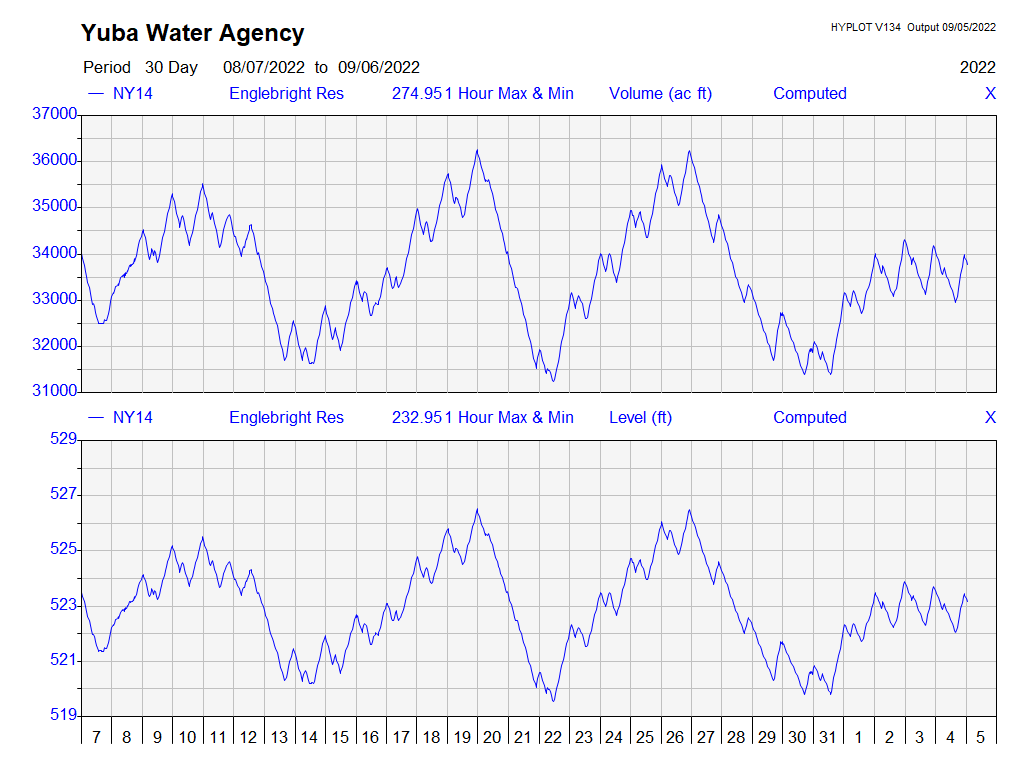 Yuba Water Agency
HYPLOT V134 Output 09/05/2022
Period 30 Day 08/07/2022 to 09/06/2022
2022
NY14 Englebright Res 274.951 Hour Max & Min Volume (ac ft) Computed X
37000
36000
35000
34000
33000
32000
31000
NY14 Englebright Res 232.951 Hour Max & Min Level (ft) Computed X
529
527
525
523
521
519
7 8 9 10 11 12 13 14 15 16 17 18 19 20 21 22 23 24 25 26 27 28 29 30 31 1 2 3 4 5